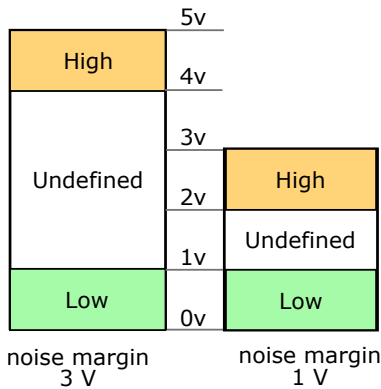 5v
High
4v
3v
Undefined
High
2v
Undefined
1v
Low
Low
0v
noise margin
3 V
noise margin
1 V